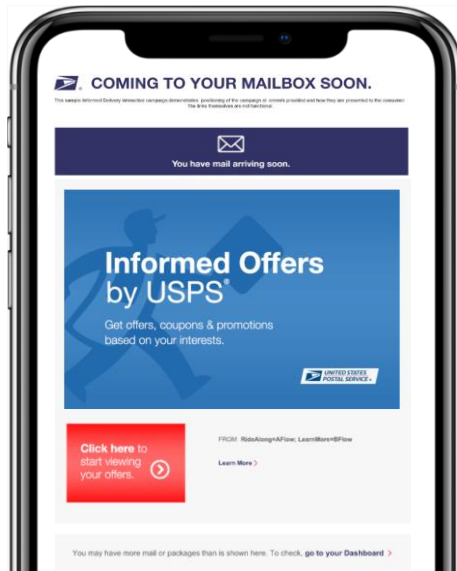 COMING TO YOUR MAILBOX SOON.
This sample Informed Delivery interactive campaign demonstrates positioning of the campaign elements provided and how they are presented to the consumer.
The links themselves are not functional.
You have mail arriving soon.
Informed Offers
by USPS®
Get offers, coupons & promotions
based on your interests.
UNITED STATES
POSTAL SERVICE®
Click here to
start viewing
your offers.
FROM RideAlong=AFlow; LearnMore=BFlow
Learn More >
You may have more mail or packages than is shown here. To check, go to your Dashboard >